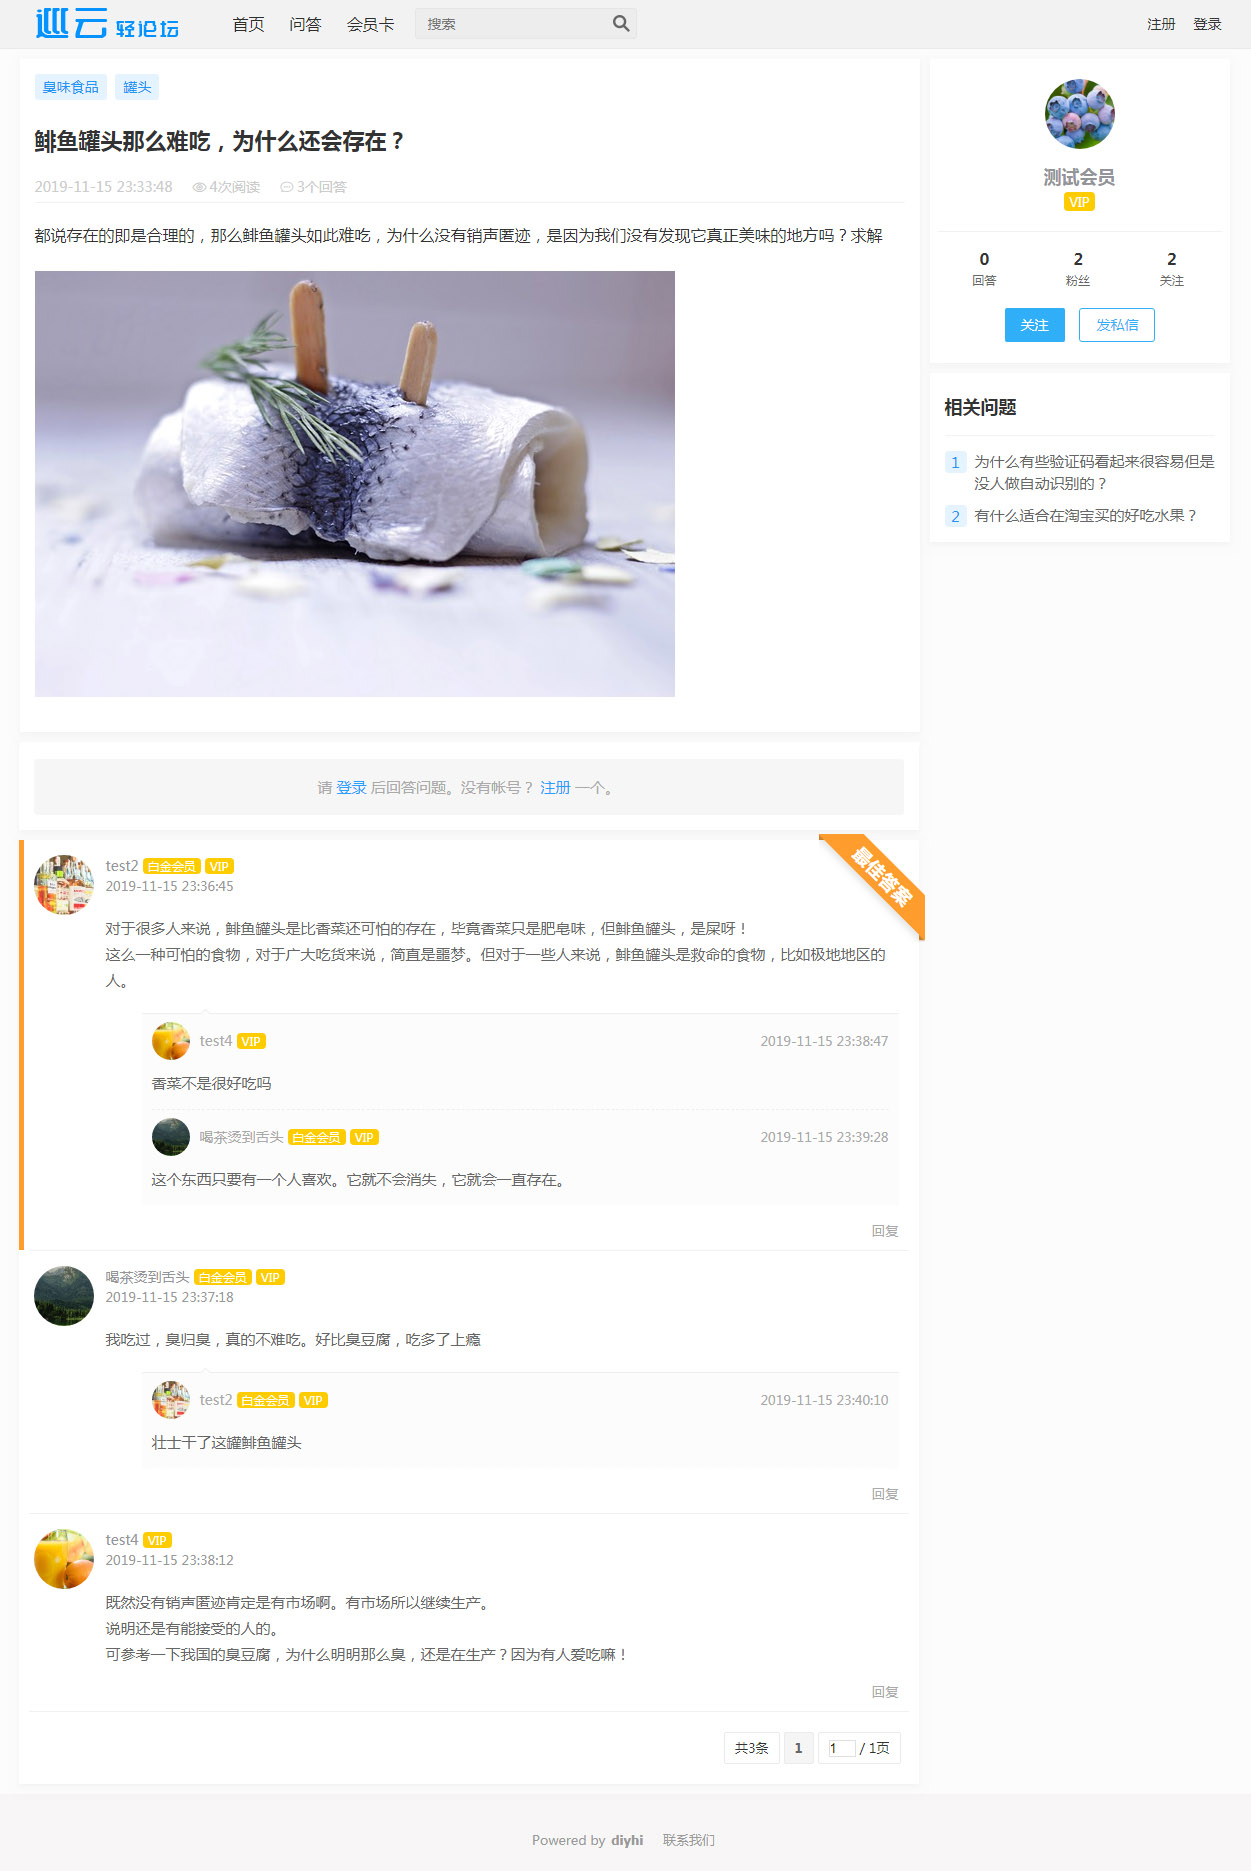 巡云 轻论坛
首页 问答 会员卡 搜索 注册 登录
臭味食品 罐头
鲱鱼罐头那么难吃，为什么还会存在？
2019-11-15 23:33:48 4次阅读 3个回答
都说存在的即是合理的，那么鲱鱼罐头如此难吃，为什么没有销声匿迹，是因为我们没有发现它真正美味的地方吗？求解
请 登录 后回答问题。没有帐号？ 注册 一个。
最佳答案
test2 白金会员 VIP
2019-11-15 23:36:45
对于很多人来说，鲱鱼罐头是比香菜还可怕的存在，毕竟香菜只是肥皂味，但鲱鱼罐头，是屎呀！
这么一种可怕的食物，对于广大吃货来说，简直是噩梦。但对于一些人来说，鲱鱼罐头是救命的食物，比如极地地区的
人。
test4 VIP 2019-11-15 23:38:47
香菜不是很好吃吗
喝茶烫到舌头 白金会员 VIP 2019-11-15 23:39:28
这个东西只要有一个人喜欢。它就不会消失，它就会一直存在。
回复
喝茶烫到舌头 白金会员 VIP
2019-11-15 23:37:18
我吃过，臭归臭，真的不难吃。好比臭豆腐，吃多了上瘾
test2 白金会员 VIP 2019-11-15 23:40:10
壮士干了这罐鲱鱼罐头
回复
test4 VIP
2019-11-15 23:38:12
既然没有销声匿迹肯定是有市场啊。有市场所以继续生产。
说明还是有能接受的人的。
可参考一下我国的臭豆腐，为什么明明那么臭，还是在生产？因为有人爱吃嘛！
回复
共3条 1 1 / 1页
测试会员
VIP
0 2 2
回答 粉丝 关注
关注 发私信
相关问题
1 为什么有些验证码看起来很容易但是
没人做自动识别的？
2 有什么适合在淘宝买的好吃水果？
Powered by diyhi 联系我们